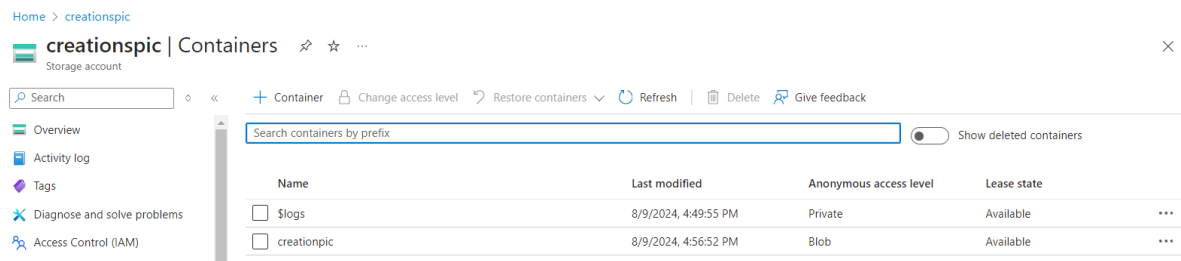 Home > creationspic
creationspic | Containers ...
Storage account
Search
+ Container Change access level Restore containers Refresh Delete Give feedback
Search containers by prefix
Show deleted containers
Overview
Activity log
Tags
Diagnose and solve problems
Access Control (IAM)
Name Last modified Anonymous access level Lease state
$logs 8/9/2024, 4:49:55 PM Private Available ...
creationpic 8/9/2024, 4:56:52 PM Blob Available ...